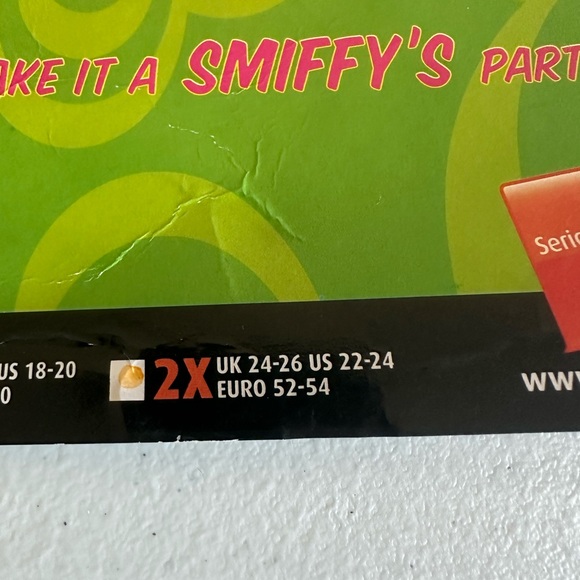 AKE IT A SMIFFY'S PART
Serio
US 18-20
0
2X UK 24-26 US 22-24
EURO 52-54
www